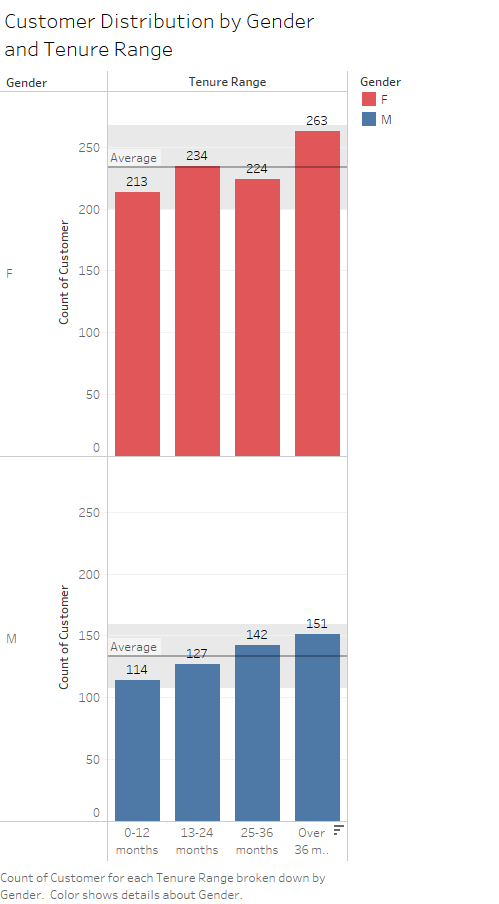 Customer Distribution by Gender
and Tenure Range
Gender
Tenure Range
Gender
F
M
F
Count of Customer
250
200
150
100
50
0
Average
213
234
224
263
M
Count of Customer
250
200
150
100
50
0
Average
114
127
142
151
0-12
months
13-24
months
25-36
months
Over
36 m..
Count of Customer for each Tenure Range broken down by
Gender.  Color shows details about Gender.